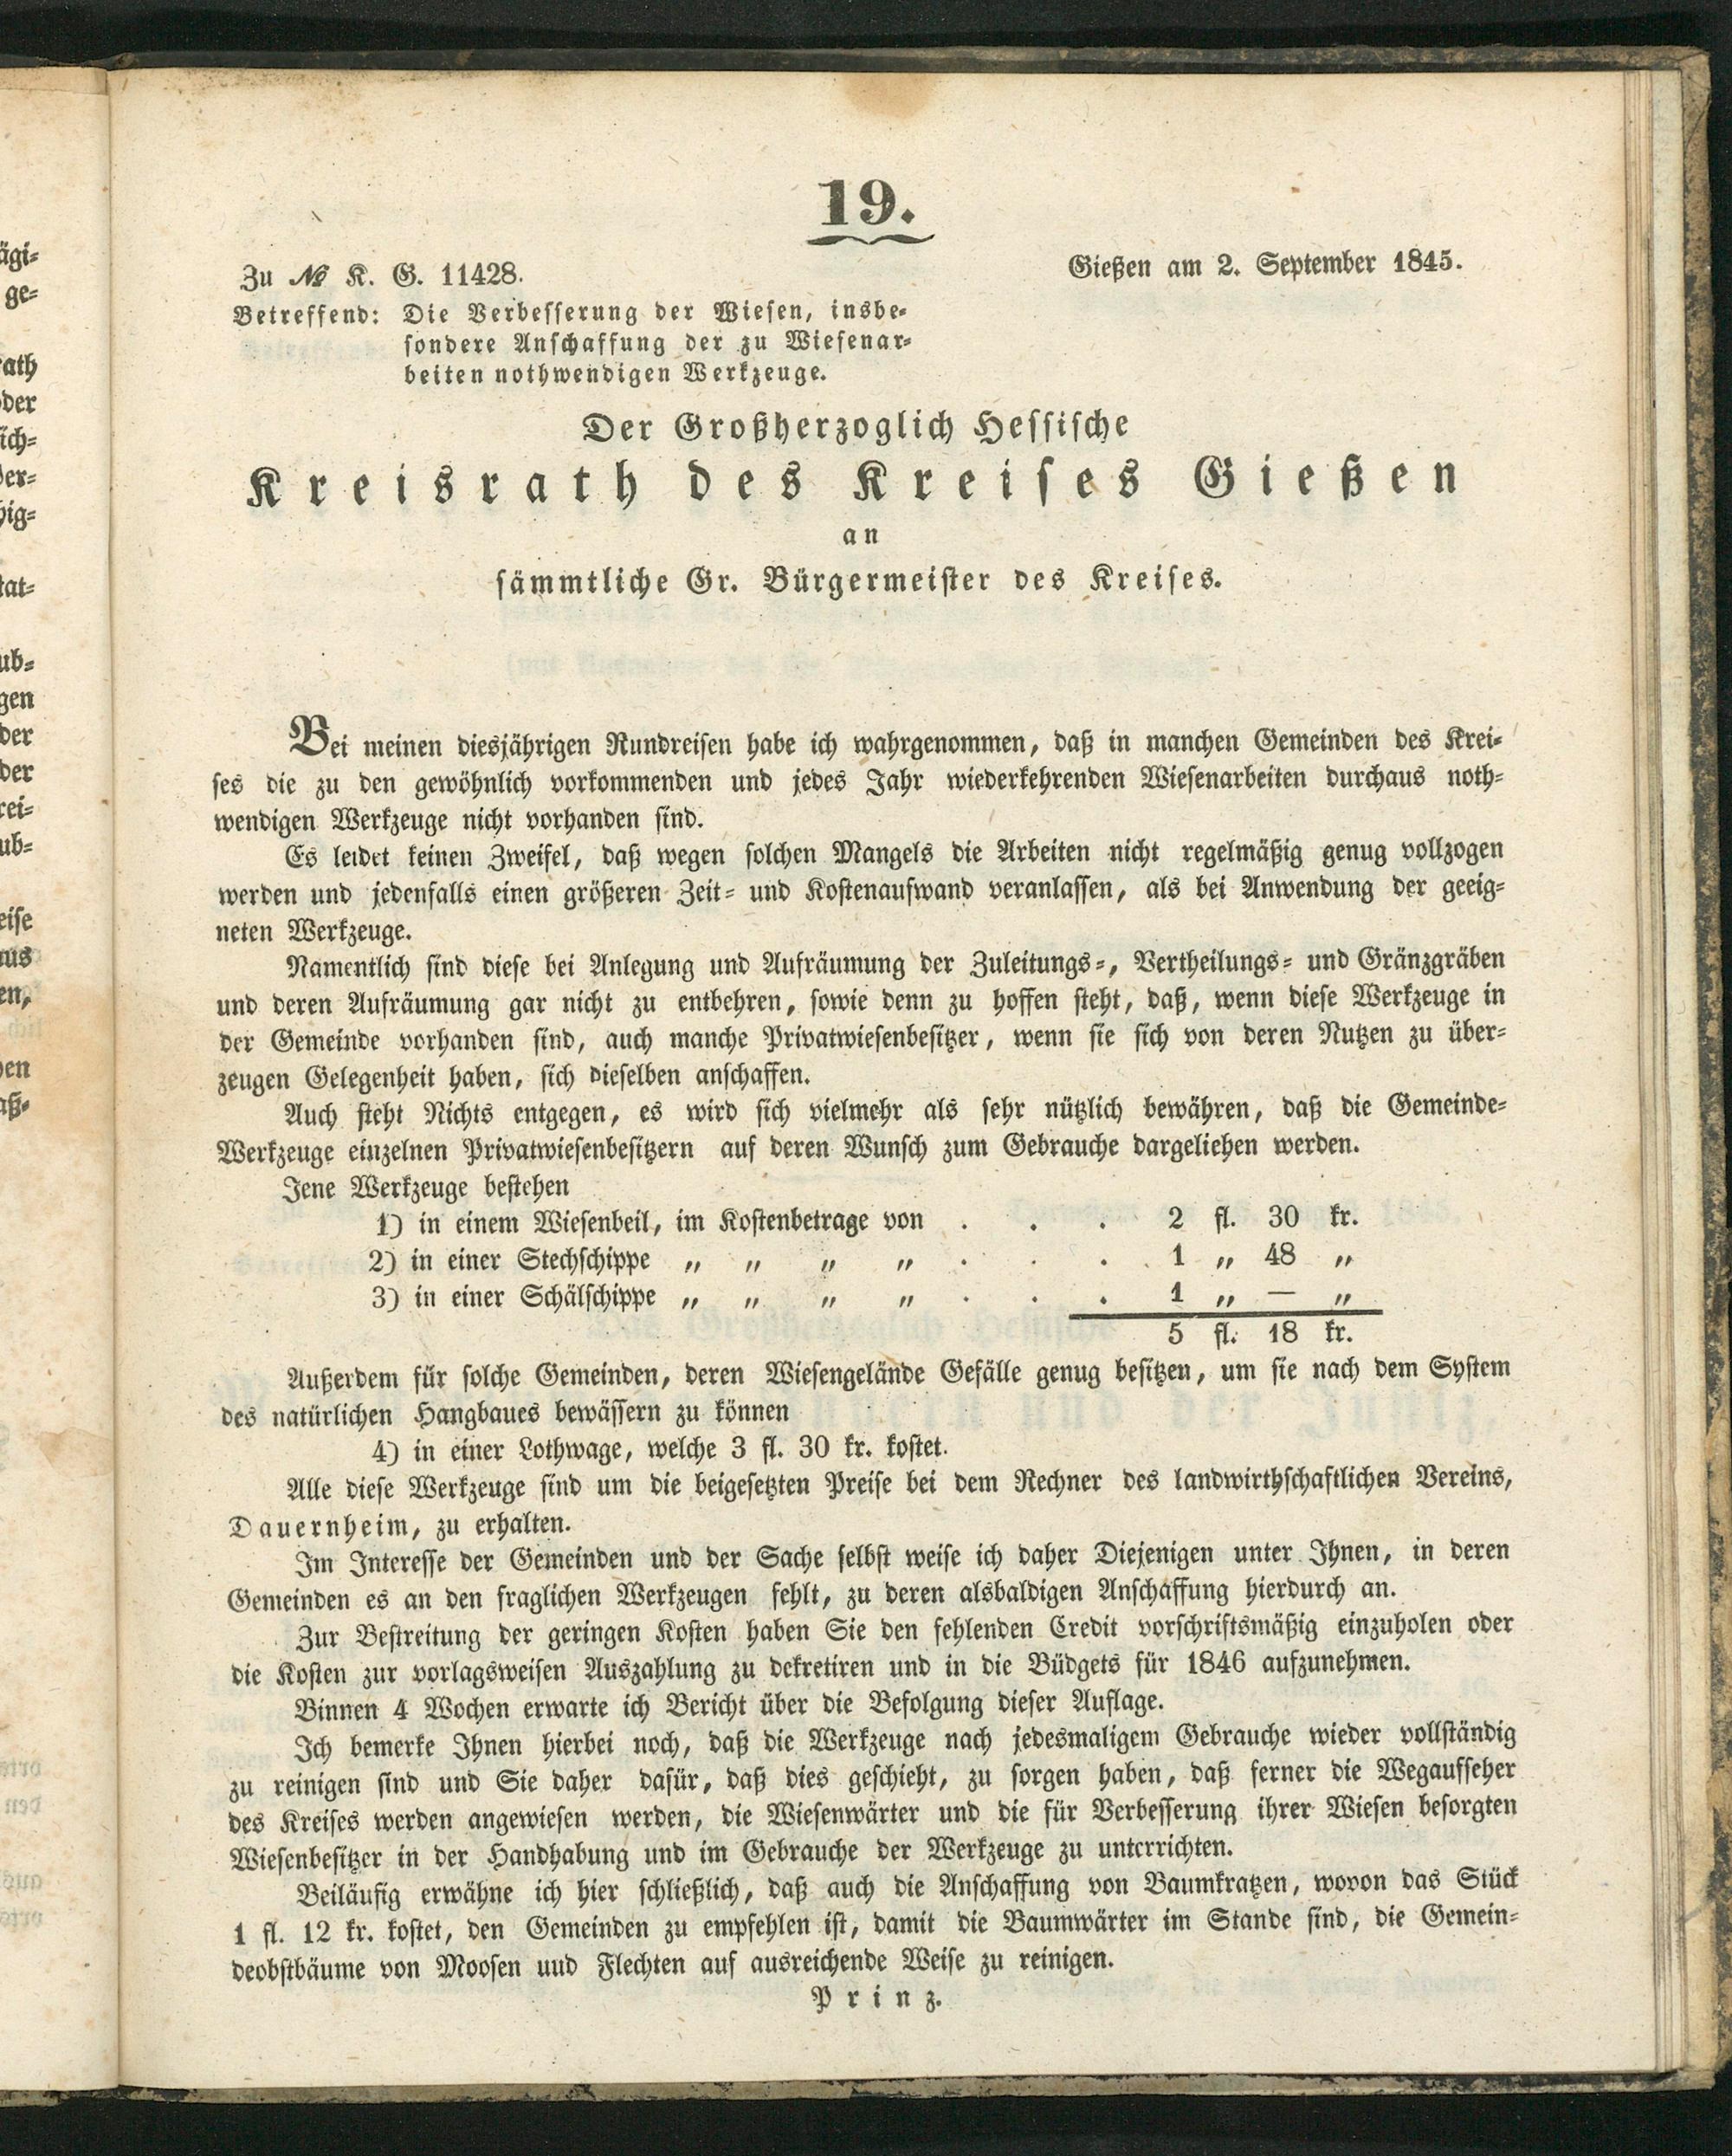 19.
Zu № K. G. 11428.
Gießen am 2. September 1845.
Betreffend: Die Verbesserung der Wiesen, insbe-
sondere Anschaffung der zu Wiesenar-
beiten nothwendigen Werkzeuge.
Der Großherzoglich Hessische
Kreisrath des Kreises Gießen
an
sämmtliche Gr. Bürgermeister des Kreises.
Bei meinen diesjährigen Rundreisen habe ich wahrgenommen, daß in manchen Gemeinden des Krei-
ses die zu den gewöhnlich vorkommenden und jedes Jahr wiederkehrenden Wiesenarbeiten durchaus noth-
wendigen Werkzeuge nicht vorhanden sind.
Es leidet keinen Zweifel, daß wegen solchen Mangels die Arbeiten nicht regelmäßig genug vollzogen
werden und jedenfalls einen größeren Zeit- und Kostenaufwand veranlassen, als bei Anwendung der geeig-
neten Werkzeuge.
Namentlich sind diese bei Anlegung und Aufräumung der Zuleitungs-, Vertheilungs- und Gränzgräben
und deren Aufräumung gar nicht zu entbehren, sowie denn zu hoffen steht, daß, wenn diese Werkzeuge in
der Gemeinde vorhanden sind, auch manche Privatwiesenbesitzer, wenn sie sich von deren Nutzen zu über-
zeugen Gelegenheit haben, sich dieselben anschaffen.
Auch steht Nichts entgegen, es wird sich vielmehr als sehr nützlich bewähren, daß die Gemeinde-
Werkzeuge einzelnen Privatwiesenbesitzern auf deren Wunsch zum Gebrauche dargeliehen werden.
Jene Werkzeuge bestehen
1) in einem Wiesenbeil, im Kostenbetrage von . . . 2 fl. 30 kr.
2) in einer Stechschippe „ „ „ „ . . . 1 „ 48 „
3) in einer Schälschippe „ „ „ „ . . . 1 „ — „
5 fl. 18 kr.
Außerdem für solche Gemeinden, deren Wiesengelände Gefälle genug besitzen, um sie nach dem System
des natürlichen Hangbaues bewässern zu können
4) in einer Lothwage, welche 3 fl. 30 kr. kostet.
Alle diese Werkzeuge sind um die beigesetzten Preise bei dem Rechner des landwirthschaftlichen Vereins,
Dauernheim, zu erhalten.
Im Interesse der Gemeinden und der Sache selbst weise ich daher Diejenigen unter Ihnen, in deren
Gemeinden es an den fraglichen Werkzeugen fehlt, zu deren alsbaldigen Anschaffung hierdurch an.
Zur Bestreitung der geringen Kosten haben Sie den fehlenden Credit vorschriftsmäßig einzuholen oder
die Kosten zur vorlagsweisen Auszahlung zu dekretiren und in die Büdgets für 1846 aufzunehmen.
Binnen 4 Wochen erwarte ich Bericht über die Befolgung dieser Auflage.
Ich bemerke Ihnen hierbei noch, daß die Werkzeuge nach jedesmaligem Gebrauche wieder vollständig
zu reinigen sind und Sie daher dafür, daß dies geschieht, zu sorgen haben, daß ferner die Wegaufseher
des Kreises werden angewiesen werden, die Wiesenwärter und die für Verbesserung ihrer Wiesen besorgten
Wiesenbesitzer in der Handhabung und im Gebrauche der Werkzeuge zu unterrichten.
Beiläufig erwähne ich hier schließlich, daß auch die Anschaffung von Baumkratzen, wovon das Stück
1 fl. 12 kr. kostet, den Gemeinden zu empfehlen ist, damit die Baumwärter im Stande sind, die Gemein-
deobstbäume von Moosen uud Flechten auf ausreichende Weise zu reinigen.
Prinz.